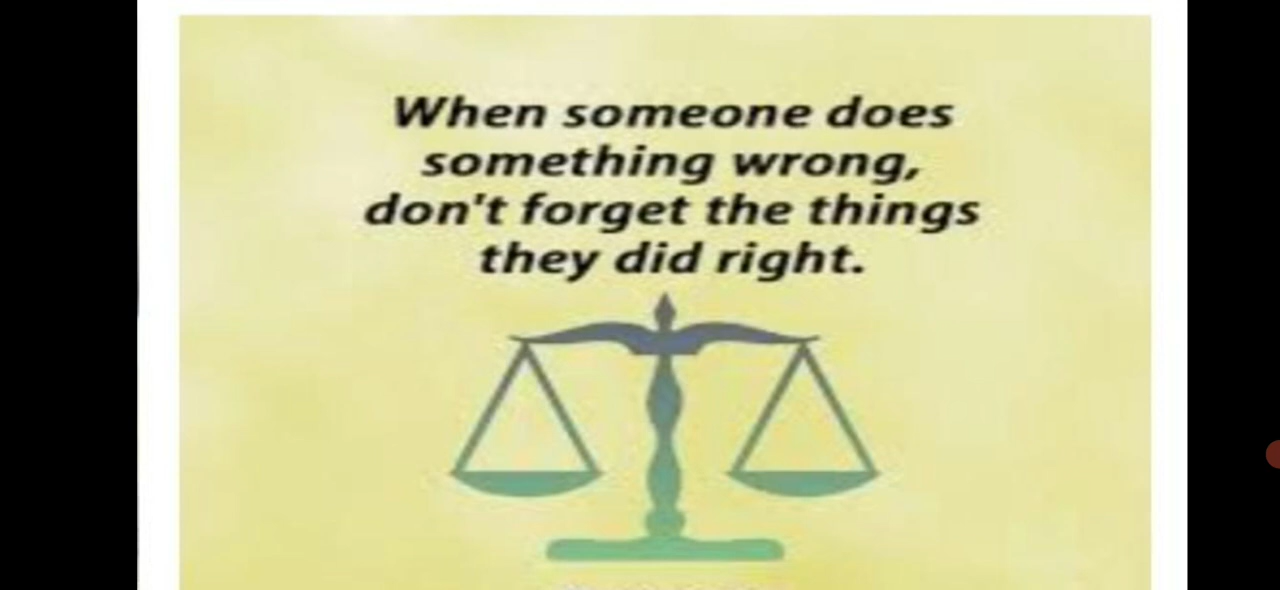 When someone does
something wrong,
don't forget the things
they did right.